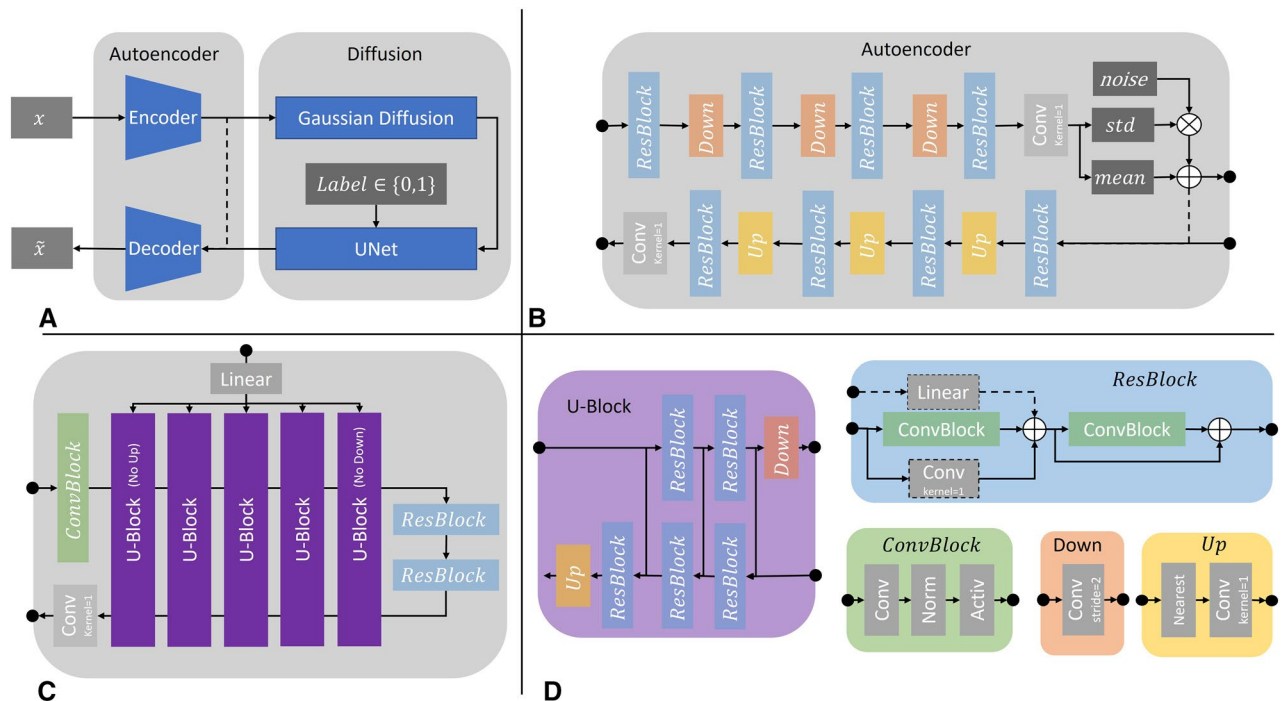 Autoencoder
Diffusion
x
Encoder
Gaussian Diffusion
Label ∈ {0,1}
x̃
Decoder
UNet
A
Autoencoder
ResBlock
Down
ResBlock
Down
ResBlock
Down
ResBlock
Conv
Kernel=1
noise
std
mean
Conv
Kernel=1
ResBlock
Up
ResBlock
Up
ResBlock
Up
ResBlock
B
Linear
ConvBlock
U-Block (No Up)
U-Block
U-Block
U-Block
U-Block (No Down)
ResBlock
ResBlock
Conv
Kernel=1
C
U-Block
ResBlock
ResBlock
Down
Up
ResBlock
ResBlock
ResBlock
ResBlock
Linear
ConvBlock
ConvBlock
Conv
kernel=1
ConvBlock
Conv
Norm
Activ
Down
Conv
stride=2
Up
Nearest
Conv
kernel=1
D